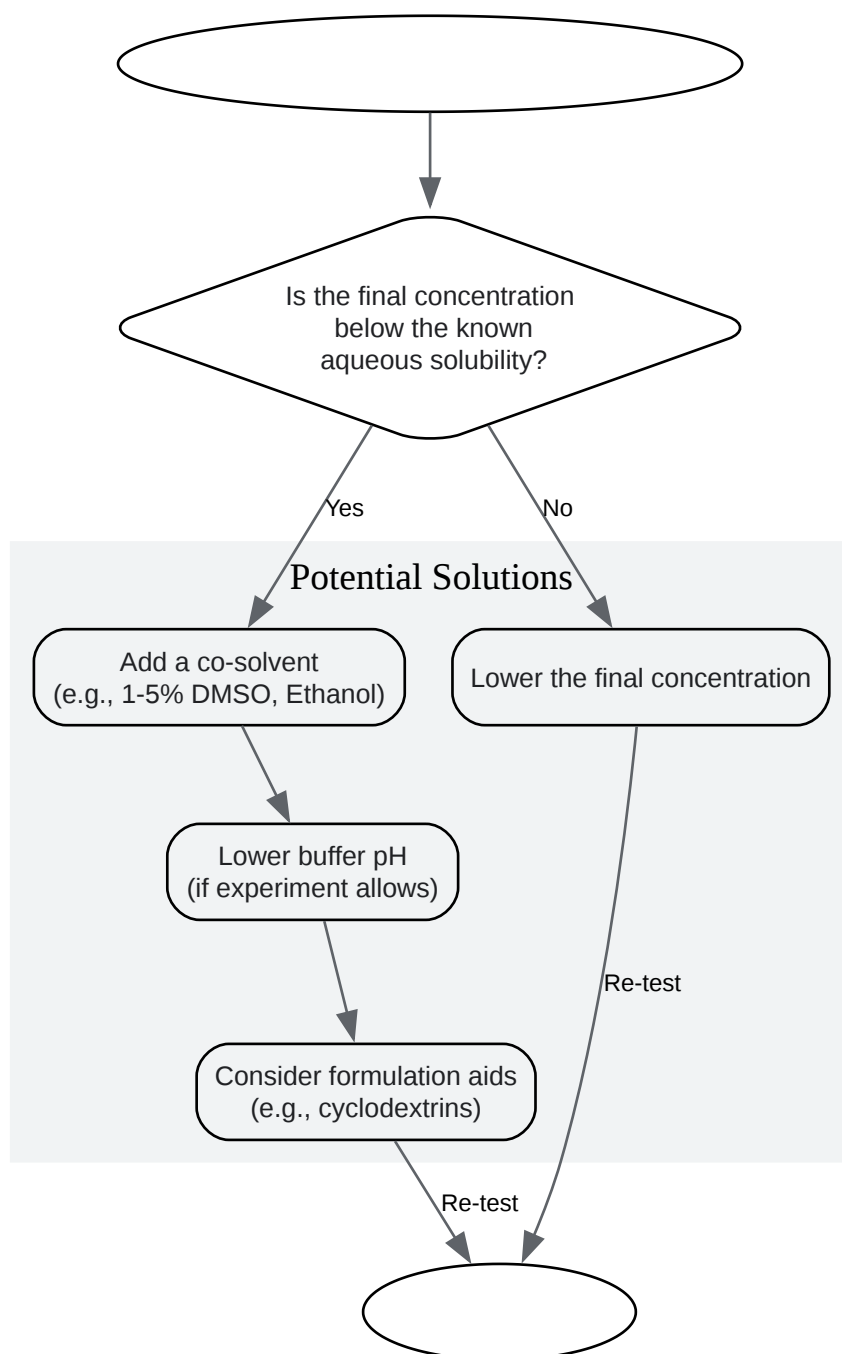 Is the final concentration
below the known
aqueous solubility?
Yes
No
Potential Solutions
Add a co-solvent
(e.g., 1-5% DMSO, Ethanol)
Lower the final concentration
Lower buffer pH
(if experiment allows)
Re-test
Consider formulation aids
(e.g., cyclodextrins)
Re-test